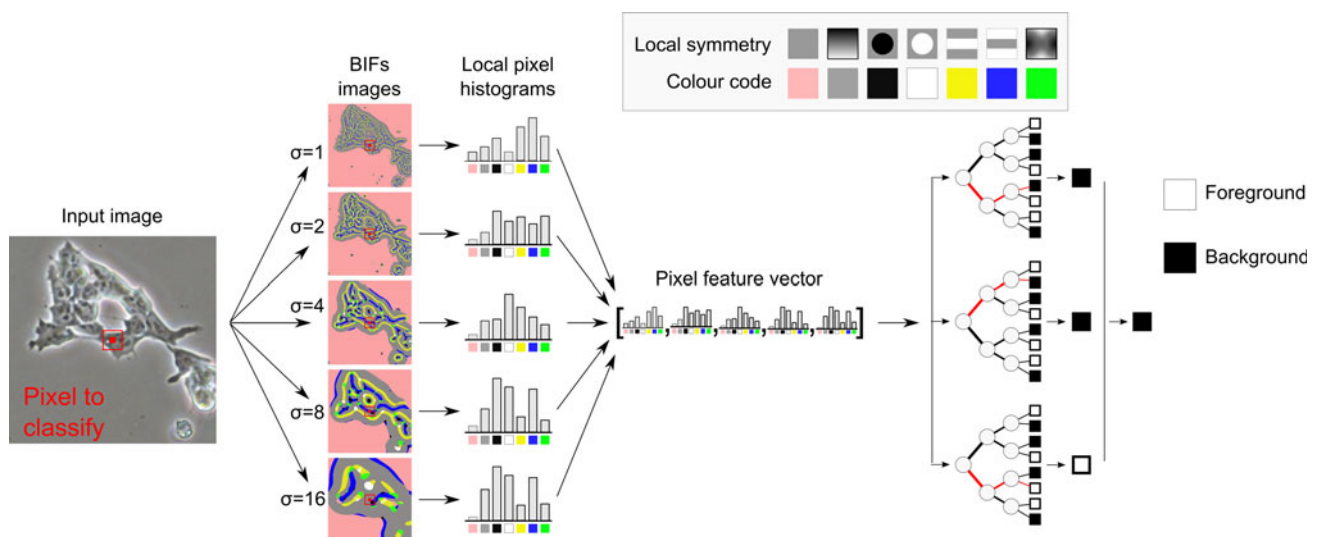 Local symmetry
Colour code
BIFs
images
Local pixel
histograms
σ=1
σ=2
σ=4
σ=8
σ=16
Input image
Pixel to
classify
Pixel feature vector
[ , , , , ]
Foreground
Background